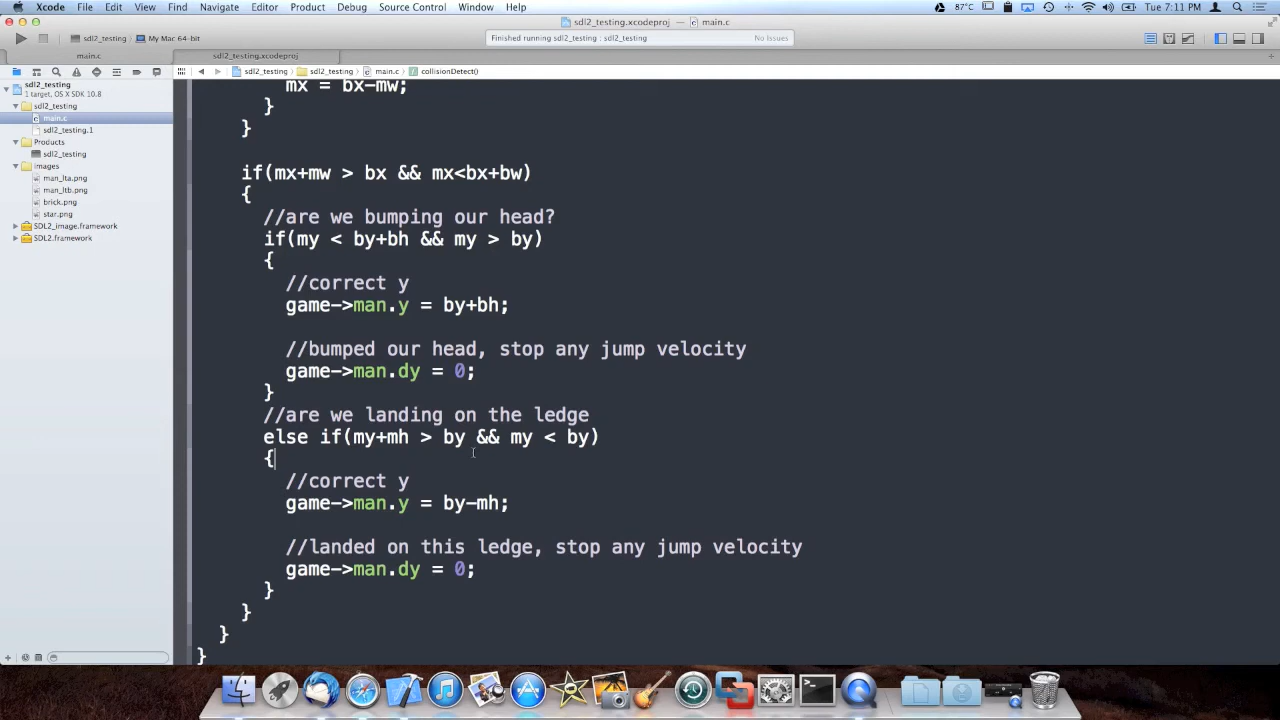 Xcode File Edit View Find Navigate Editor Product Debug Source Control Window Help 87°C Tue 7:11 PM
sdl2_testing.xcodeproj — main.c
sdl2_testing My Mac 64-bit
Finished running sdl2_testing : sdl2_testing No Issues
main.c sdl2_testing.xcodeproj
sdl2_testing sdl2_testing main.c collisionDetect()
sdl2_testing
1 target, OS X SDK 10.8
sdl2_testing
main.c
sdl2_testing.1
Products
sdl2_testing
images
man_lta.png
man_ltb.png
brick.png
star.png
SDL2_image.framework
SDL2.framework
mx = bx-mw;
}
}
if(mx+mw > bx && mx<bx+bw)
{
//are we bumping our head?
if(my < by+bh && my > by)
{
//correct y
game->man.y = by+bh;
//bumped our head, stop any jump velocity
game->man.dy = 0;
}
//are we landing on the ledge
else if(my+mh > by && my < by)
{
//correct y
game->man.y = by-mh;
//landed on this ledge, stop any jump velocity
game->man.dy = 0;
}
}
}
}